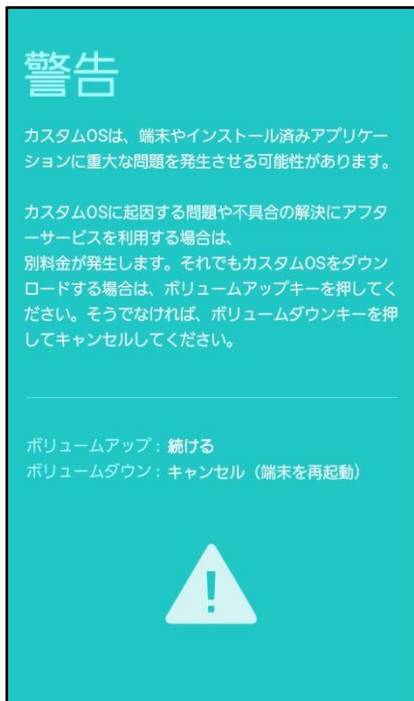 警告
カスタムOSは、端末やインストール済みアプリケー
ションに重大な問題を発生させる可能性があります。
カスタムOSに起因する問題や不具合の解決にアフタ
ーサービスを利用する場合は、
別料金が発生します。それでもカスタムOSをダウン
ロードする場合は、ボリュームアップキーを押してく
ださい。そうでなければ、ボリュームダウンキーを押
してキャンセルしてください。
ボリュームアップ : 続ける
ボリュームダウン : キャンセル（端末を再起動）